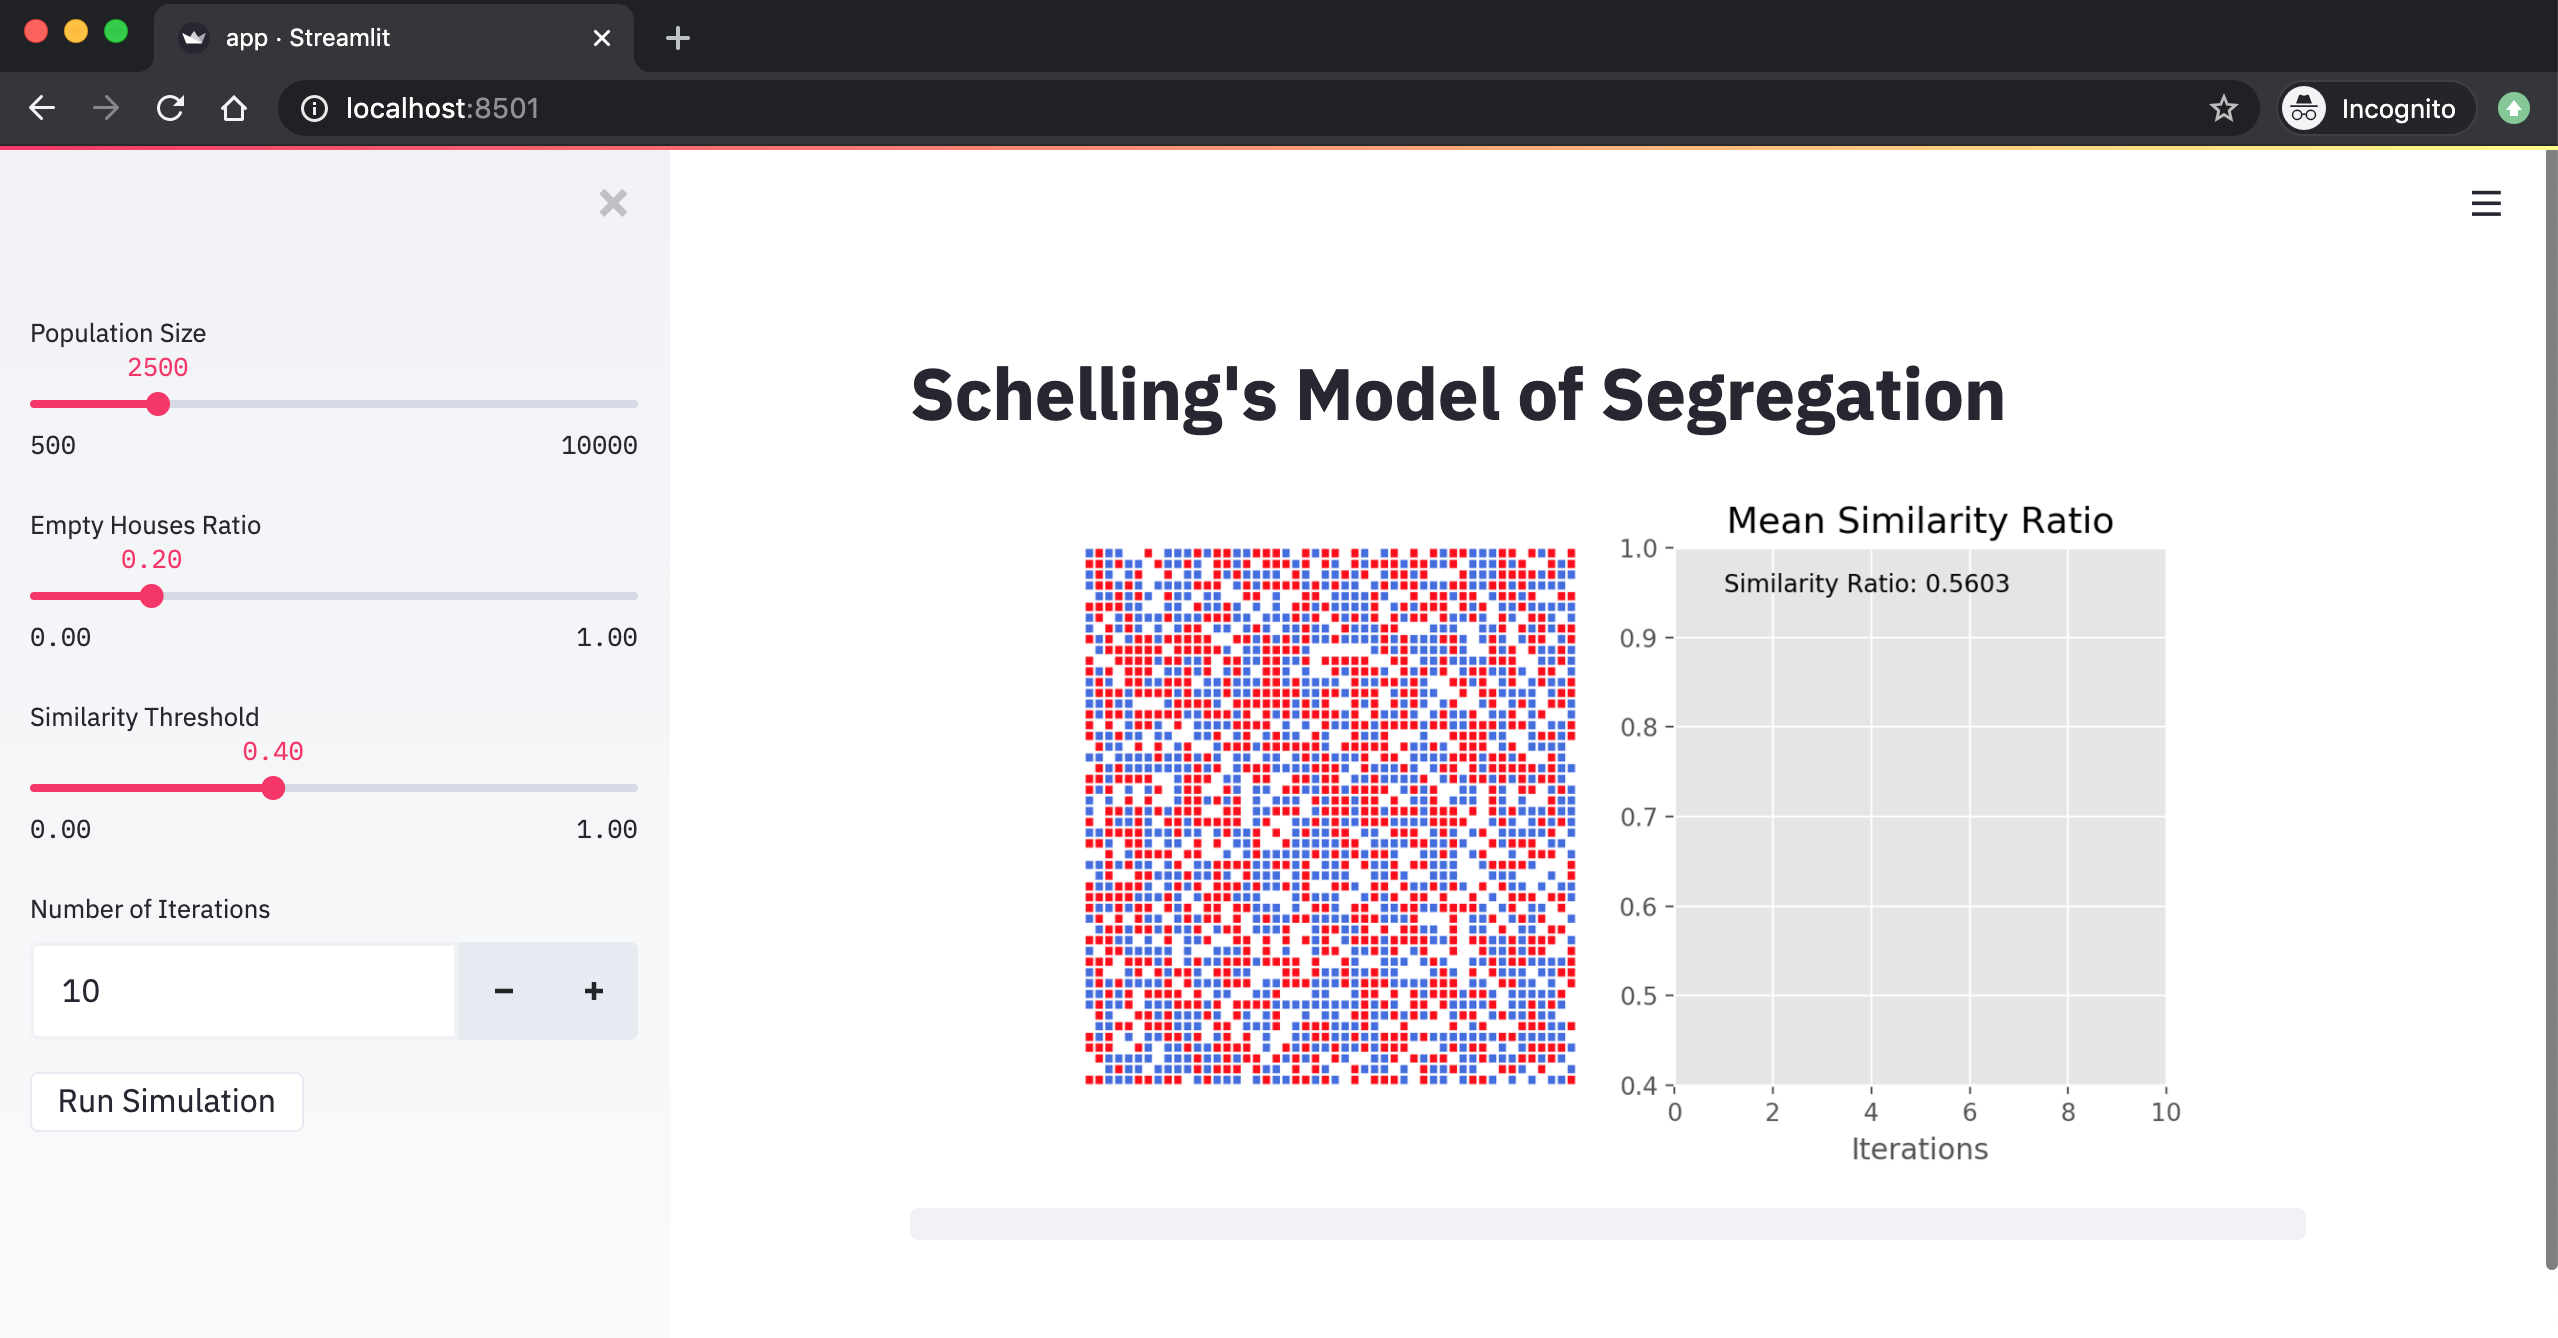 app · Streamlit
localhost:8501
Incognito
Population Size
2500
500 10000
Empty Houses Ratio
0.20
0.00 1.00
Similarity Threshold
0.40
0.00 1.00
Number of Iterations
10
Run Simulation
Schelling's Model of Segregation
Mean Similarity Ratio
Similarity Ratio: 0.5603
1.0
0.9
0.8
0.7
0.6
0.5
0.4
0 2 4 6 8 10
Iterations